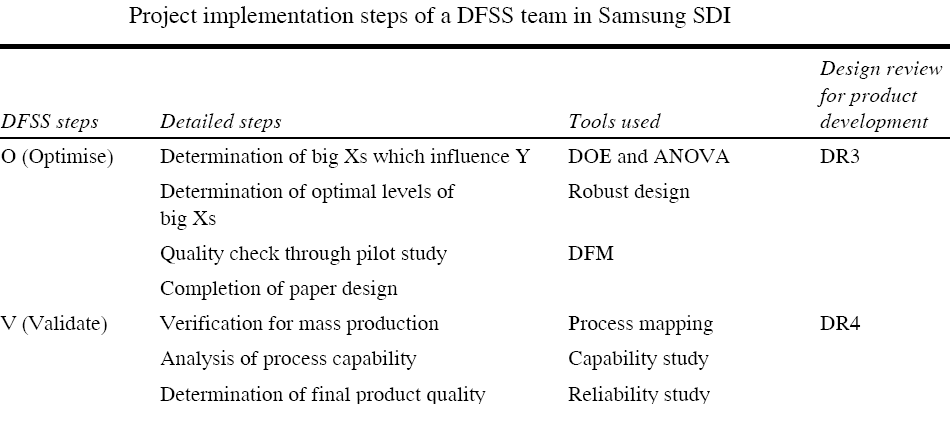 Project implementation steps of a DFSS team in Samsung SDI
Design review
for product
DFSS steps Detailed steps Tools used development
O (Optimise) Determination of big Xs which influence Y DOE and ANOVA DR3
Determination of optimal levels of Robust design
big Xs
Quality check through pilot study DFM
Completion of paper design
V (Validate) Verification for mass production Process mapping DR4
Analysis of process capability Capability study
Determination of final product quality Reliability study